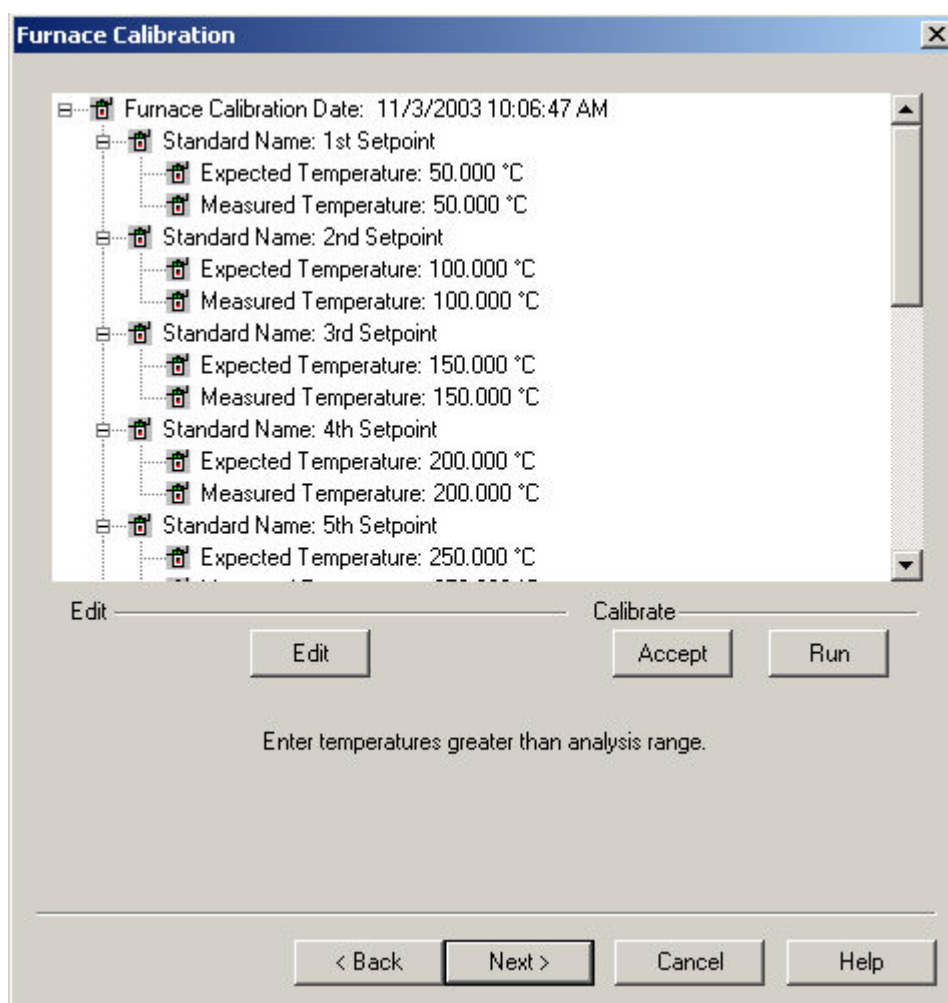 Furnace Calibration
Furnace Calibration Date: 11/3/2003 10:06:47 AM
Standard Name: 1st Setpoint
Expected Temperature: 50.000 °C
Measured Temperature: 50.000 °C
Standard Name: 2nd Setpoint
Expected Temperature: 100.000 °C
Measured Temperature: 100.000 °C
Standard Name: 3rd Setpoint
Expected Temperature: 150.000 °C
Measured Temperature: 150.000 °C
Standard Name: 4th Setpoint
Expected Temperature: 200.000 °C
Measured Temperature: 200.000 °C
Standard Name: 5th Setpoint
Expected Temperature: 250.000 °C
Edit Calibrate
Edit Accept Run
Enter temperatures greater than analysis range.
< Back Next > Cancel Help